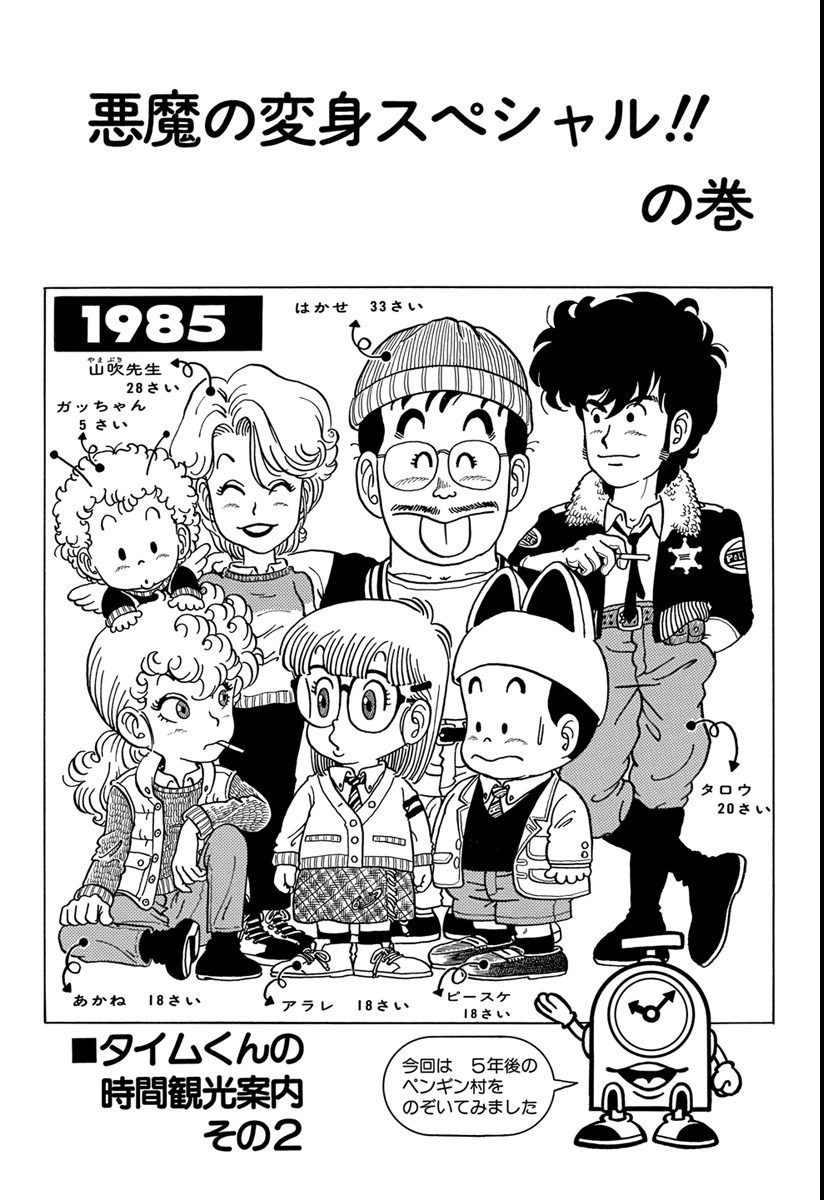 悪魔の変身スペシャル!!
の巻
1985
はかせ 33さい
やまぶき
山吹先生
28さい
ガッちゃん
5さい
POLI
タロウ
20さい
あかね 18さい
アラレ 18さい
ピースケ
18さい
■タイムくんの
時間観光案内
その2
今回は 5年後の
ペンギン村を
のぞいてみました